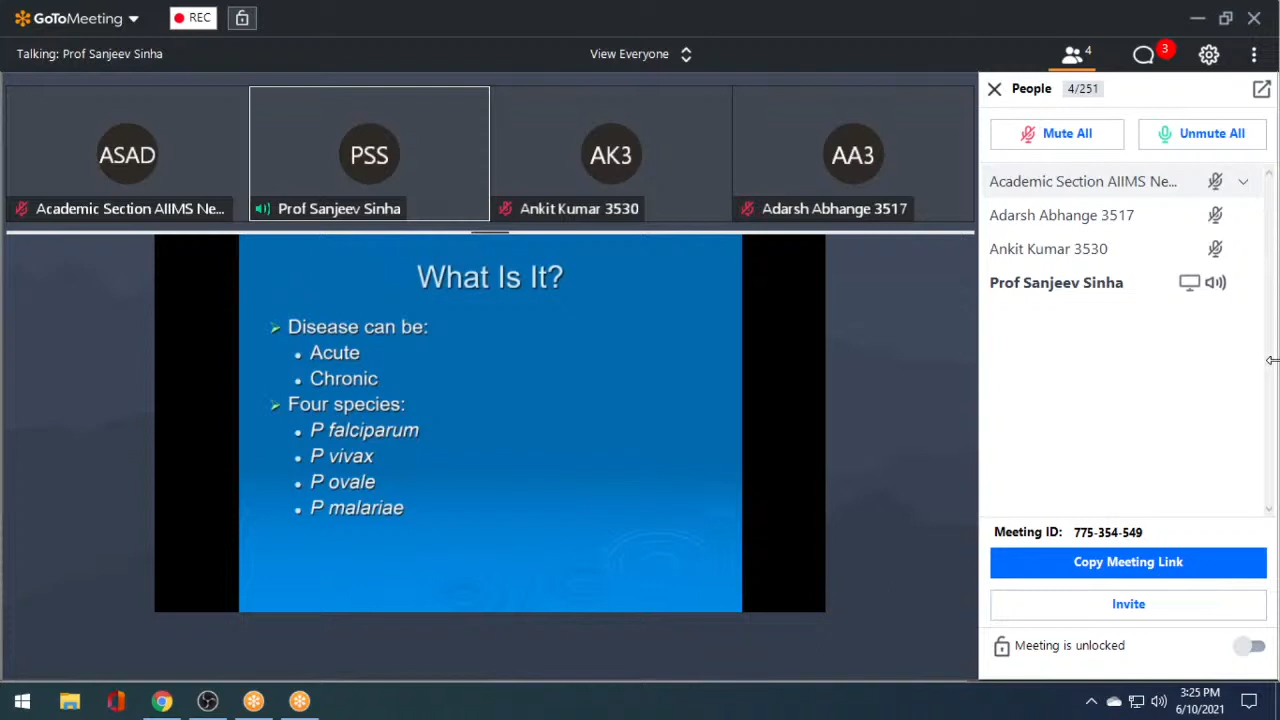 GoToMeeting
REC
Talking: Prof Sanjeev Sinha
View Everyone
4
3
ASAD
Academic Section AIIMS Ne...
PSS
Prof Sanjeev Sinha
AK3
Ankit Kumar 3530
AA3
Adarsh Abhange 3517
What Is It?
Disease can be:
Acute
Chronic
Four species:
P falciparum
P vivax
P ovale
P malariae
People 4/251
Mute All
Unmute All
Academic Section AIIMS Ne...
Adarsh Abhange 3517
Ankit Kumar 3530
Prof Sanjeev Sinha
Meeting ID: 775-354-549
Copy Meeting Link
Invite
Meeting is unlocked
3:25 PM
6/10/2021